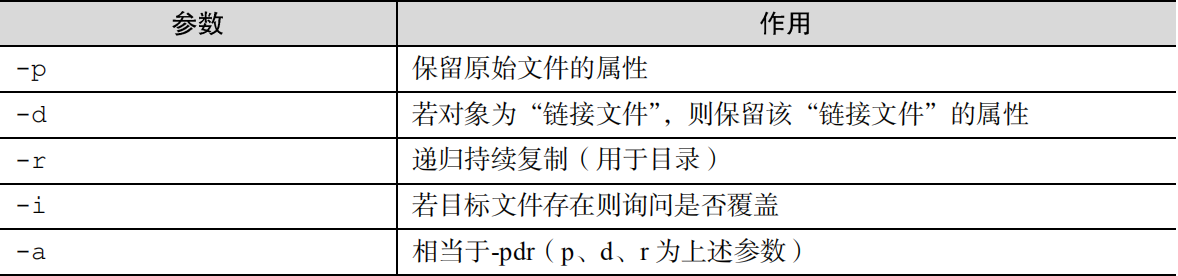 参数 作用
-p 保留原始文件的属性
-d 若对象为“链接文件”，则保留该“链接文件”的属性
-r 递归持续复制（用于目录）
-i 若目标文件存在则询问是否覆盖
-a 相当于-pdr（p、d、r 为上述参数）